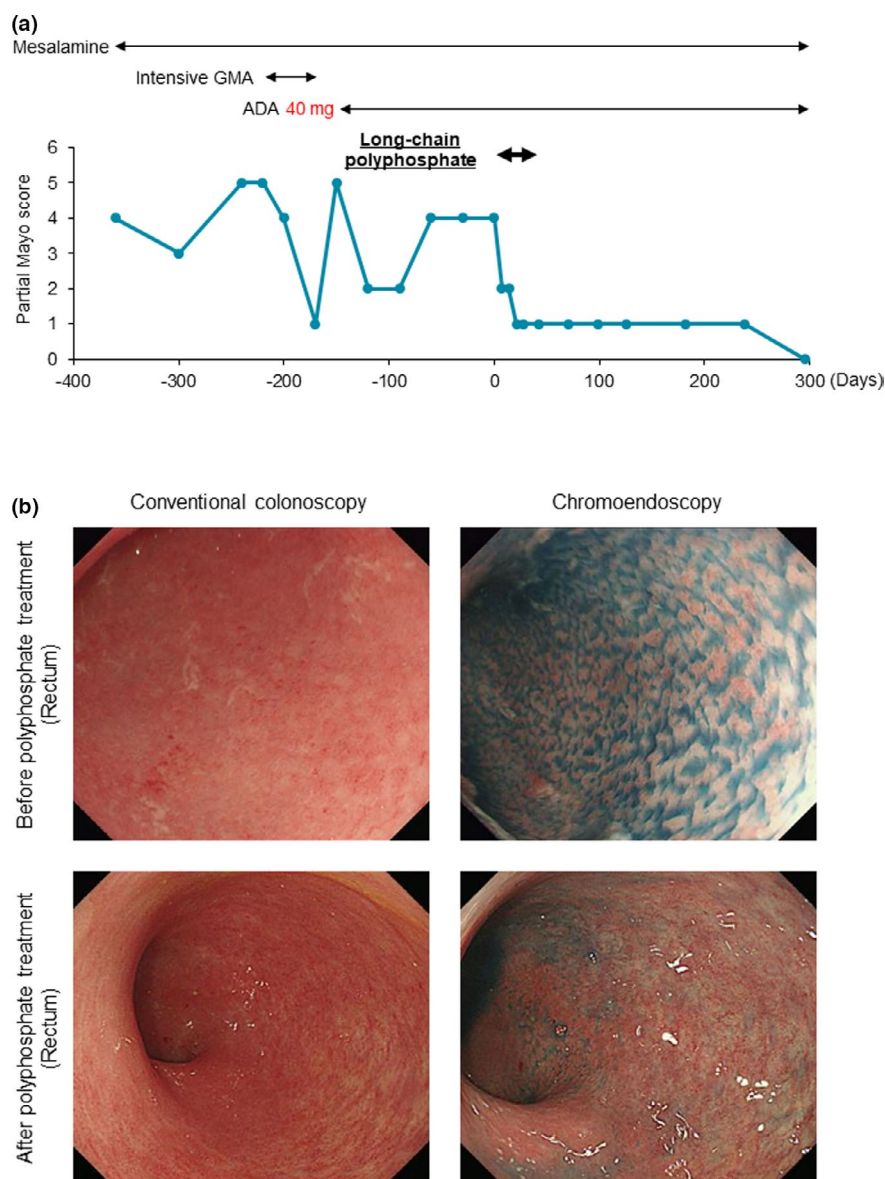 (a)
Mesalamine
Intensive GMA
ADA 40 mg
Long-chain
polyphosphate
Partial Mayo score
6
5
4
3
2
1
0
-400 -300 -200 -100 0 100 200 300 (Days)
(b)
Conventional colonoscopy Chromoendoscopy
Before polyphosphate treatment
(Rectum)
After polyphosphate treatment
(Rectum)